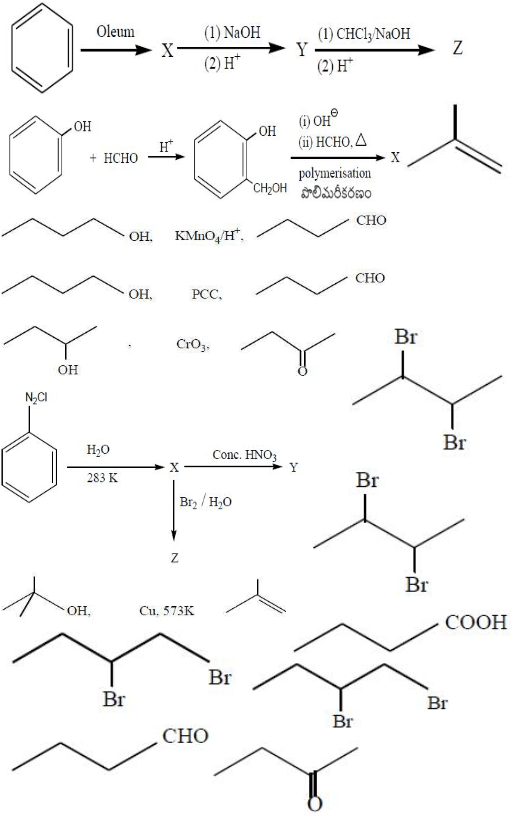 Oleum
X
(1) NaOH
(2) H⁺
Y
(1) CHCl₃/NaOH
(2) H⁺
Z
OH
+ HCHO
H⁺
OH
CH₂OH
(i) OH⊖
(ii) HCHO, △
polymerisation
పొలిమరీకరణం
X
OH, KMnO₄/H⁺, CHO
OH, PCC, CHO
OH , CrO₃, O
Br
Br
N₂Cl
H₂O
283 K
X
Conc. HNO₃
Y
Br₂ / H₂O
Z
Br
Br
OH, Cu, 573K
COOH
Br
Br
Br
Br
CHO
O